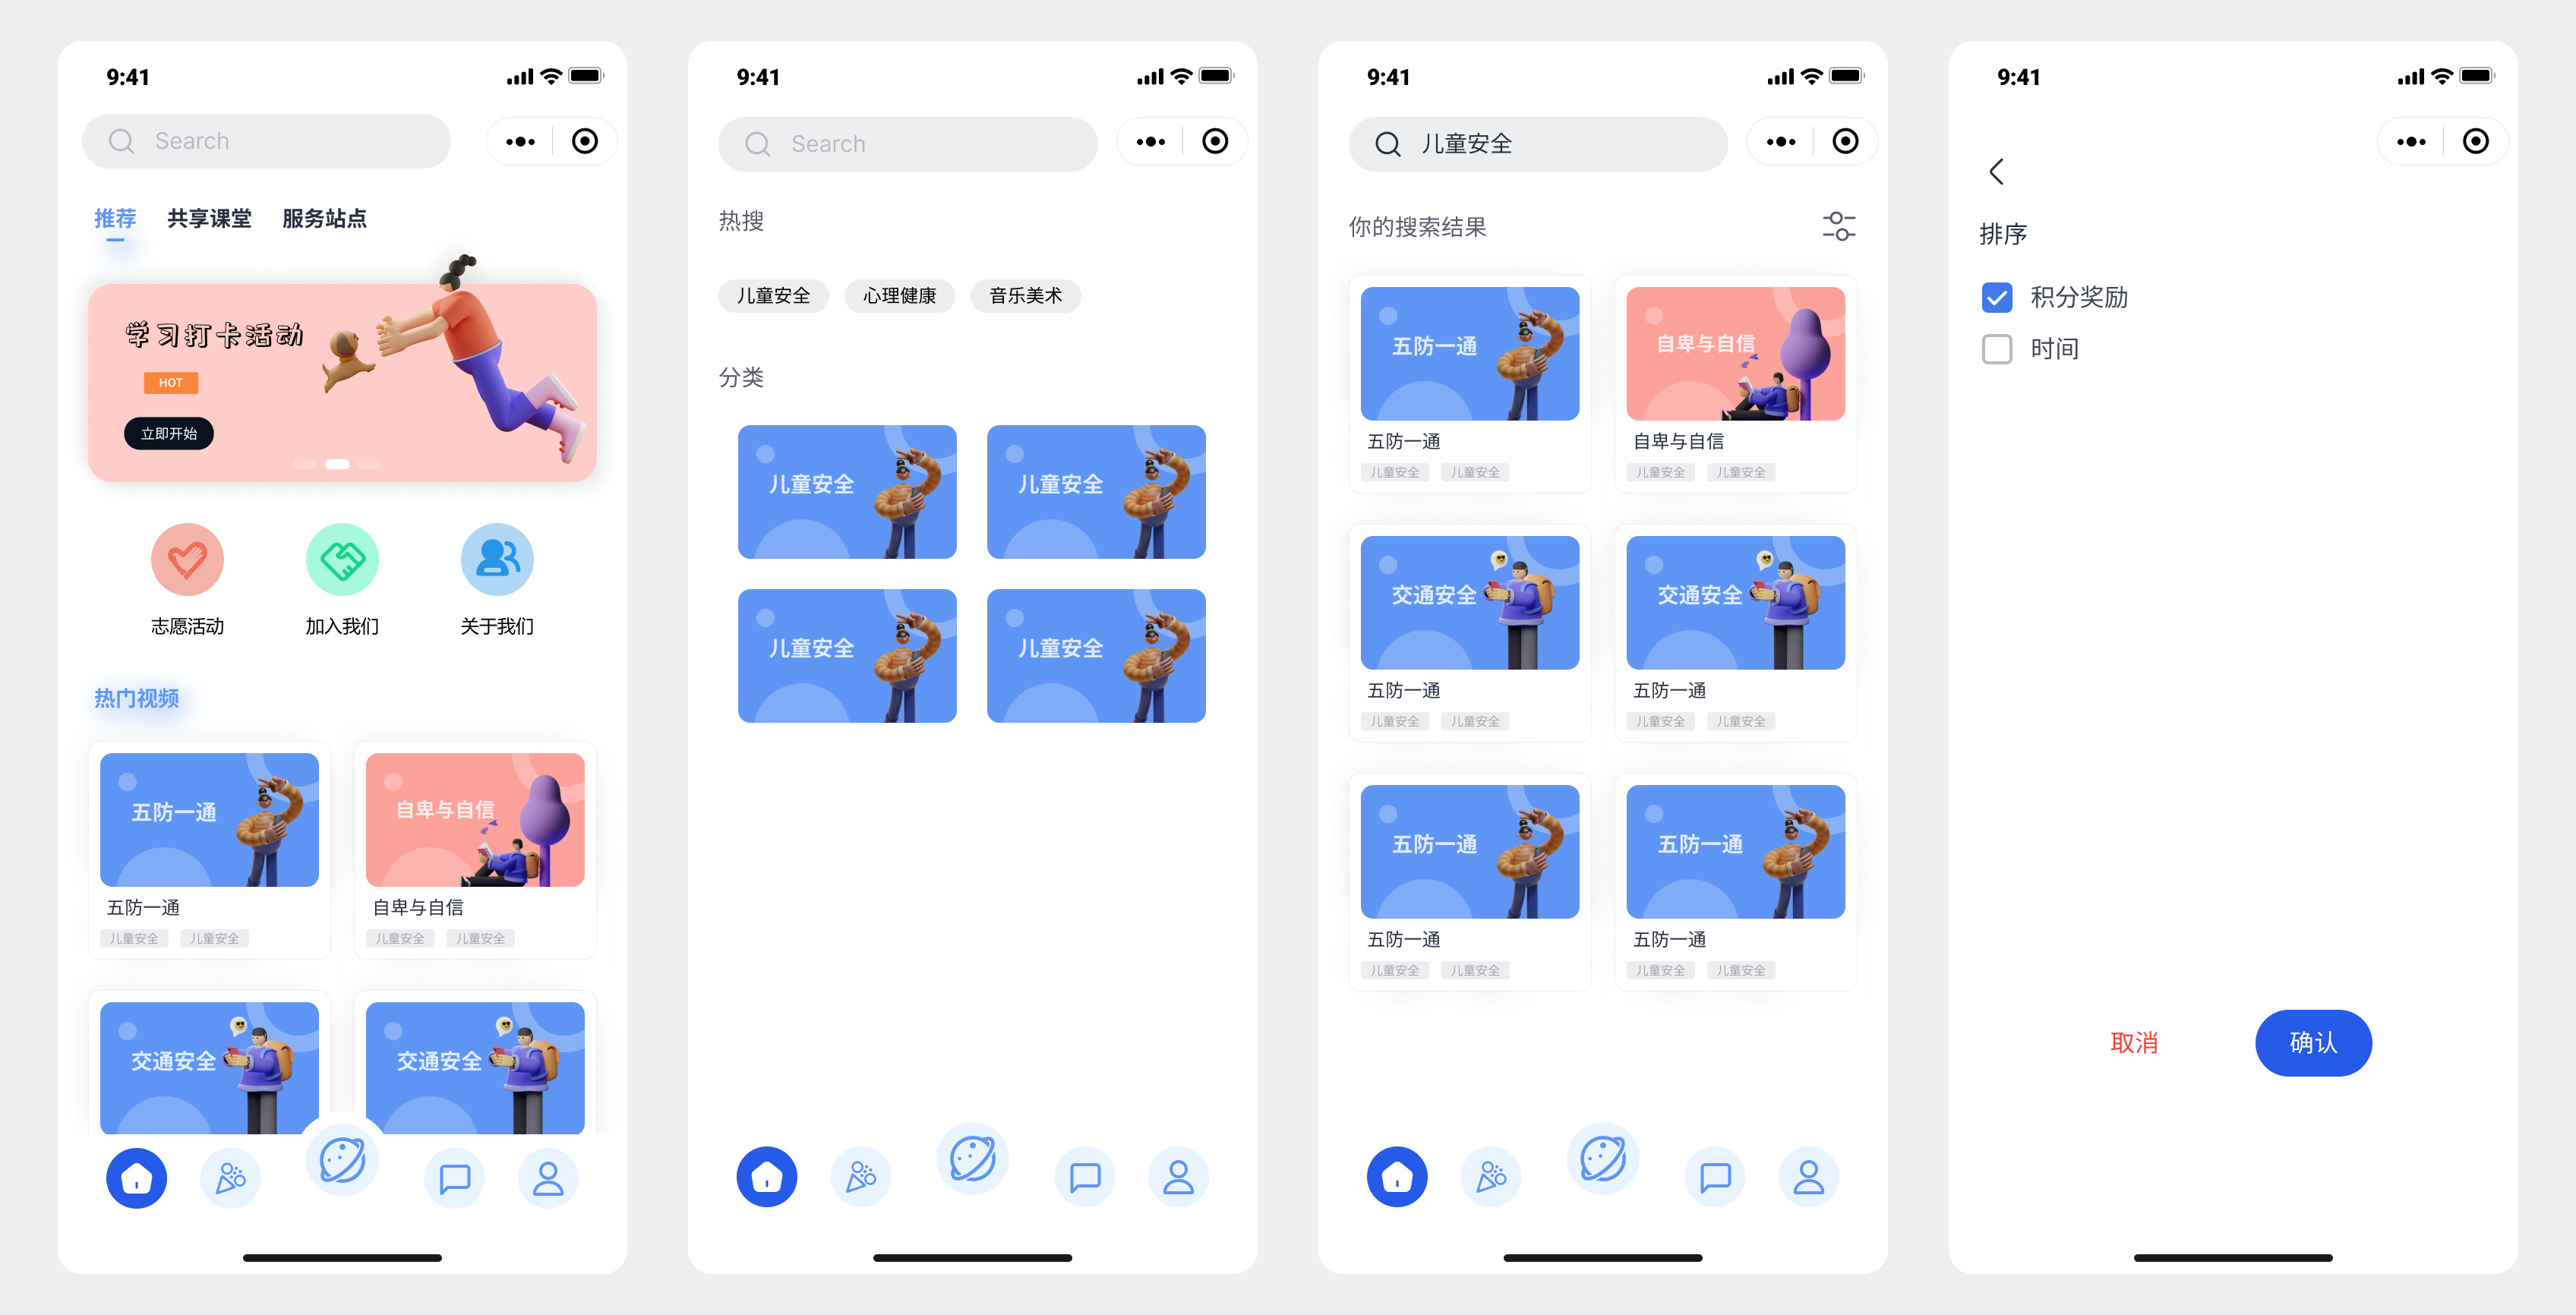 9:41
Search
推荐 共享课堂 服务站点
学习打卡活动
HOT
立即开始
志愿活动 加入我们 关于我们
热门视频
五防一通 自卑与自信
五防一通 自卑与自信
儿童安全 儿童安全 儿童安全 儿童安全
交通安全 交通安全
9:41
Search
热搜
儿童安全 心理健康 音乐美术
分类
儿童安全 儿童安全
儿童安全 儿童安全
9:41
儿童安全
你的搜索结果
五防一通 自卑与自信
五防一通 自卑与自信
儿童安全 儿童安全 儿童安全 儿童安全
交通安全 交通安全
五防一通 五防一通
儿童安全 儿童安全 儿童安全 儿童安全
五防一通 五防一通
五防一通 五防一通
儿童安全 儿童安全 儿童安全 儿童安全
9:41
排序
积分奖励
时间
取消 确认